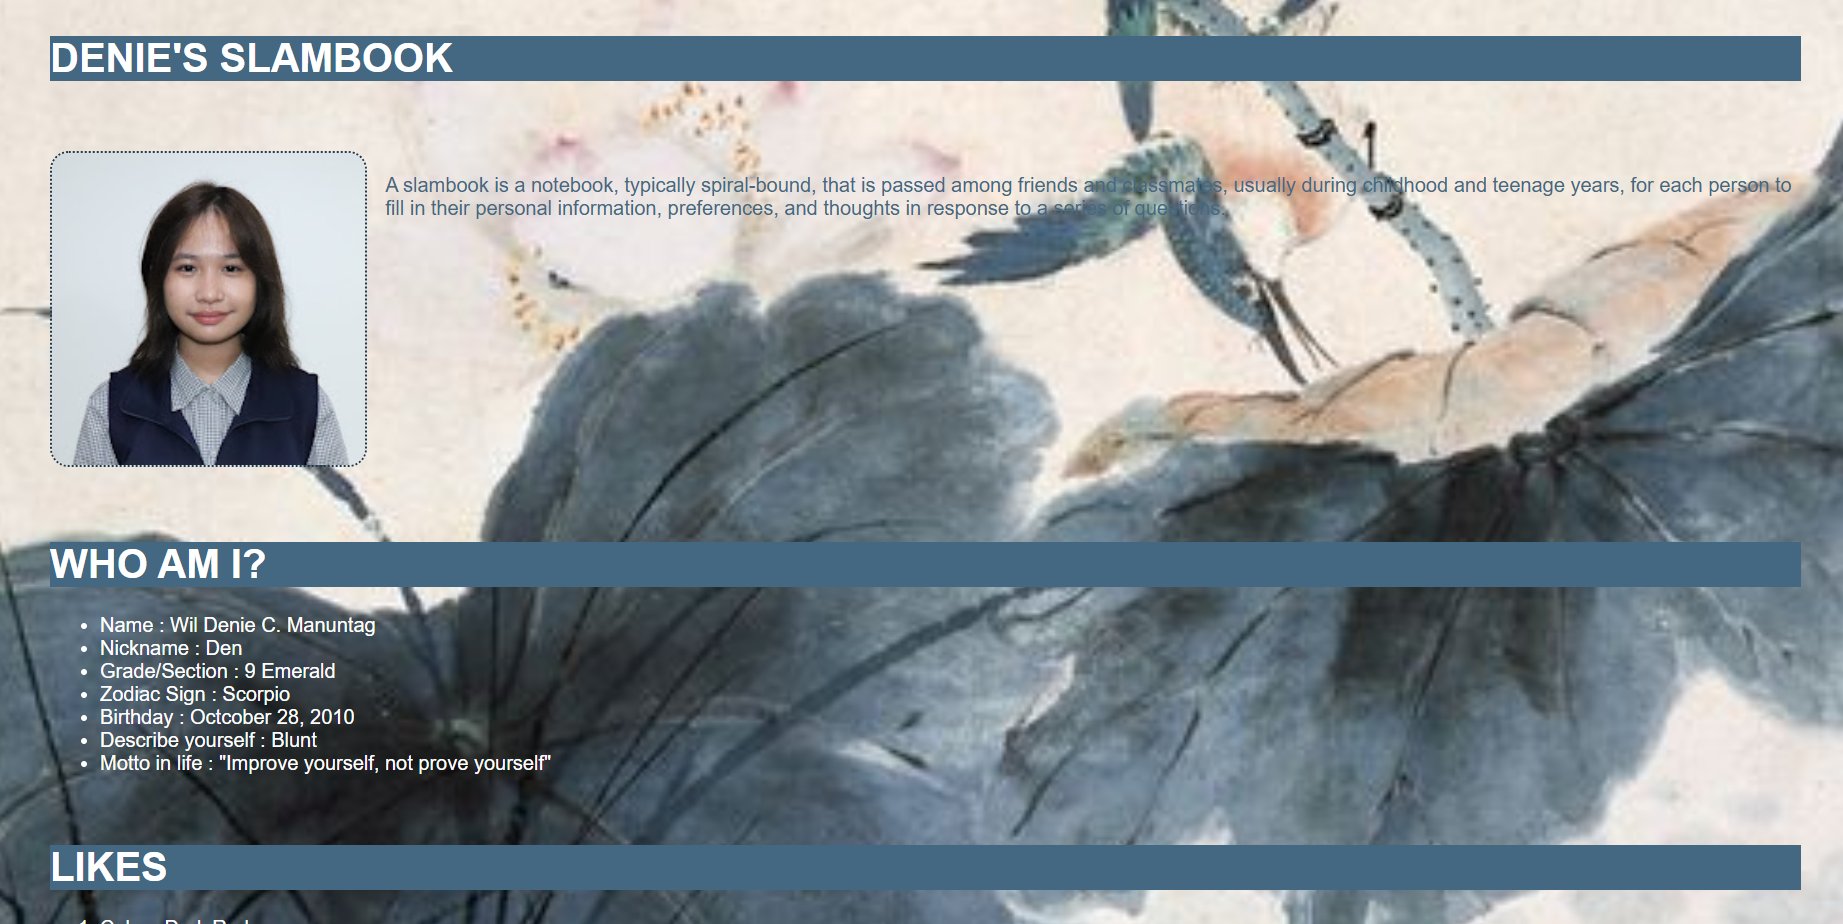 DENIE'S SLAMBOOK
A slambook is a notebook, typically spiral-bound, that is passed among friends and classmates, usually during childhood and teenage years, for each person to
fill in their personal information, preferences, and thoughts in response to a series of questions.
WHO AM I?
• Name : Wil Denie C. Manuntag
• Nickname : Den
• Grade/Section : 9 Emerald
• Zodiac Sign : Scorpio
• Birthday : Octcober 28, 2010
• Describe yourself : Blunt
• Motto in life : "Improve yourself, not prove yourself"
LIKES